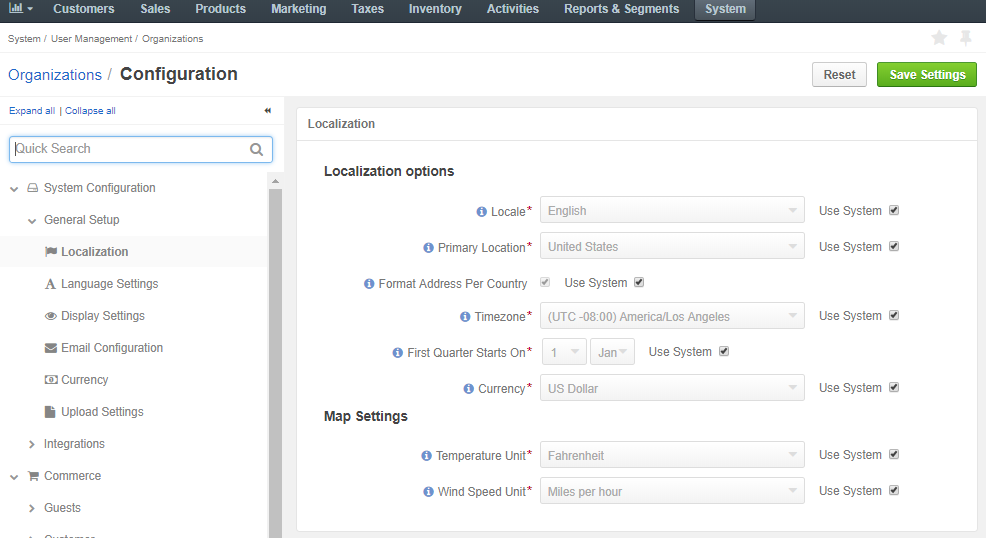 Customers Sales Products Marketing Taxes Inventory Activities Reports & Segments System
System / User Management / Organizations
Organizations / Configuration
Reset Save Settings
Expand all | Collapse all
Quick Search
System Configuration
General Setup
Localization
Language Settings
Display Settings
Email Configuration
Currency
Upload Settings
Integrations
Commerce
Guests
Customer
Localization
Localization options
Locale* English Use System
Primary Location* United States Use System
Format Address Per Country Use System
Timezone* (UTC -08:00) America/Los Angeles Use System
First Quarter Starts On* 1 Jan Use System
Currency* US Dollar Use System
Map Settings
Temperature Unit* Fahrenheit Use System
Wind Speed Unit* Miles per hour Use System